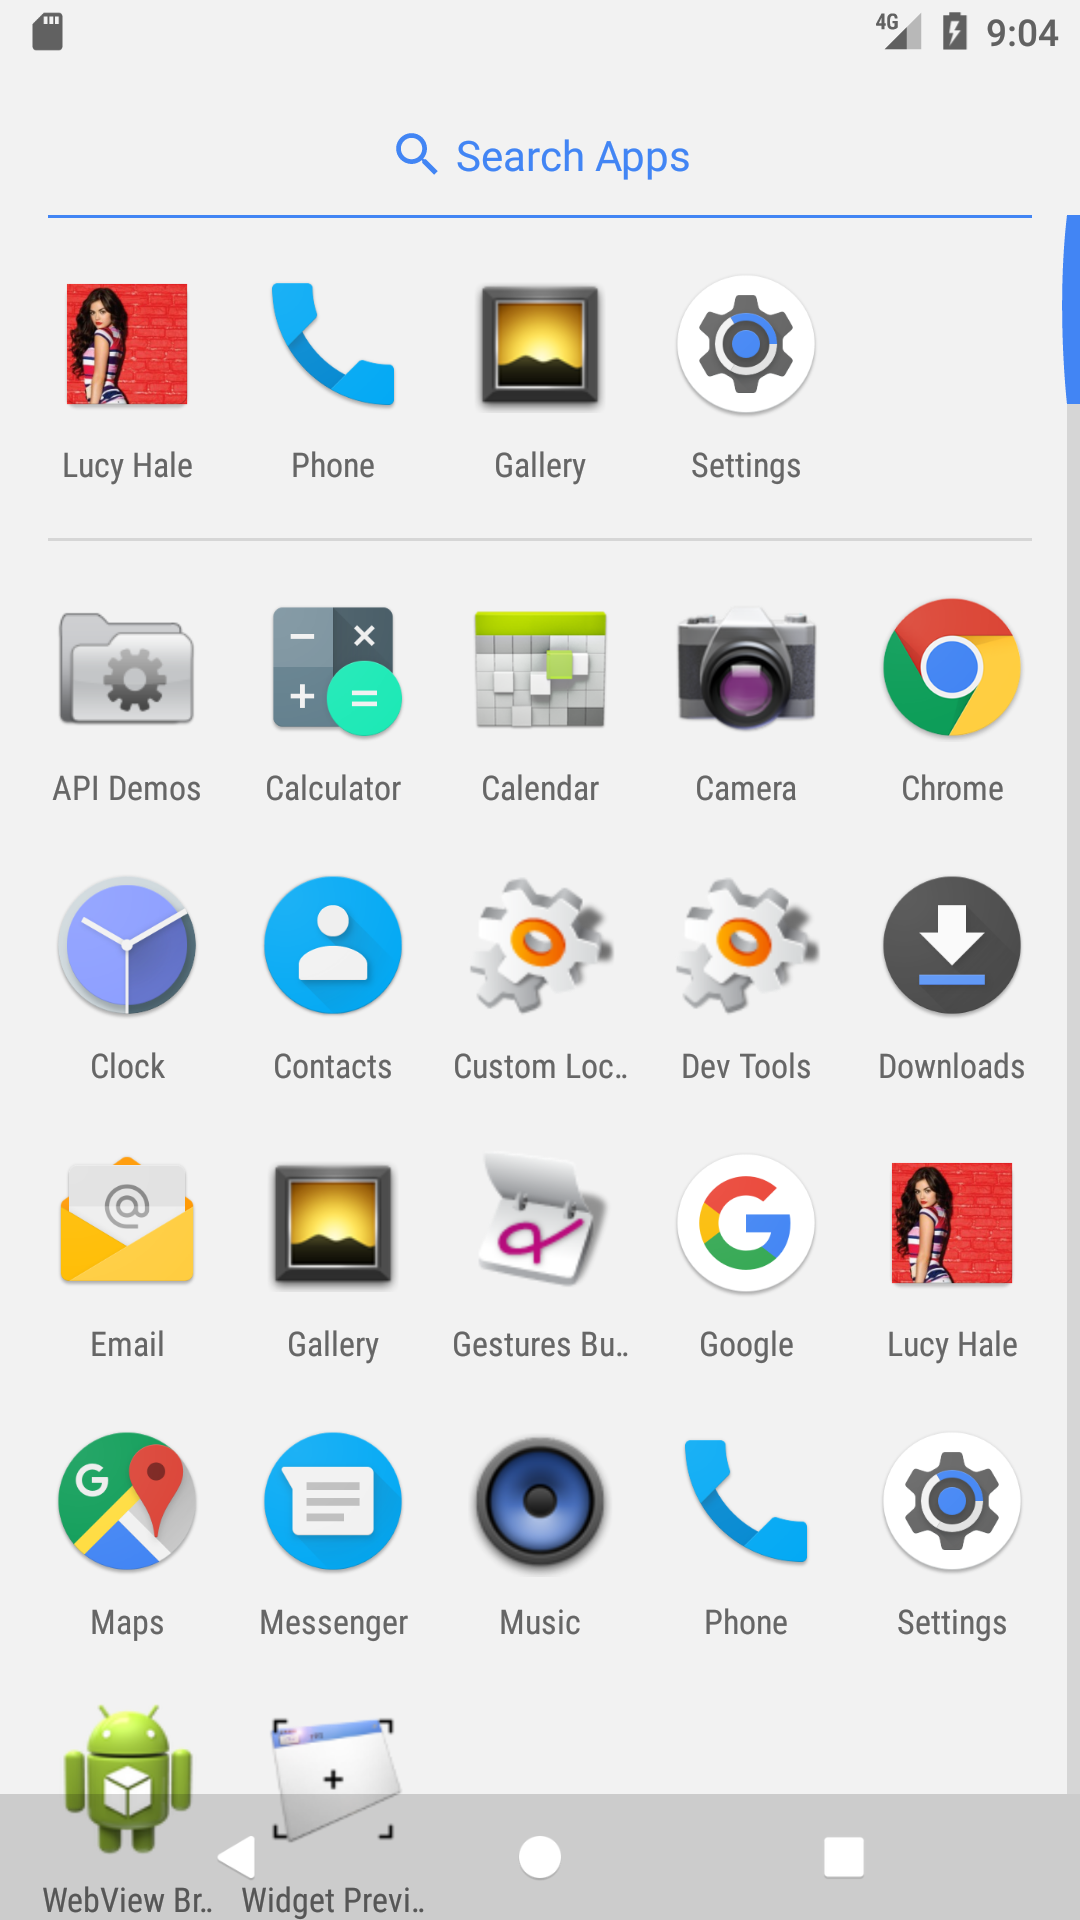 4G 9:04
Search Apps
Lucy Hale Phone Gallery Settings
API Demos Calculator Calendar Camera Chrome
Clock Contacts Custom Loc.. Dev Tools Downloads
Email Gallery Gestures Bu.. Google Lucy Hale
Maps Messenger Music Phone Settings
WebView Br.. Widget Previ..